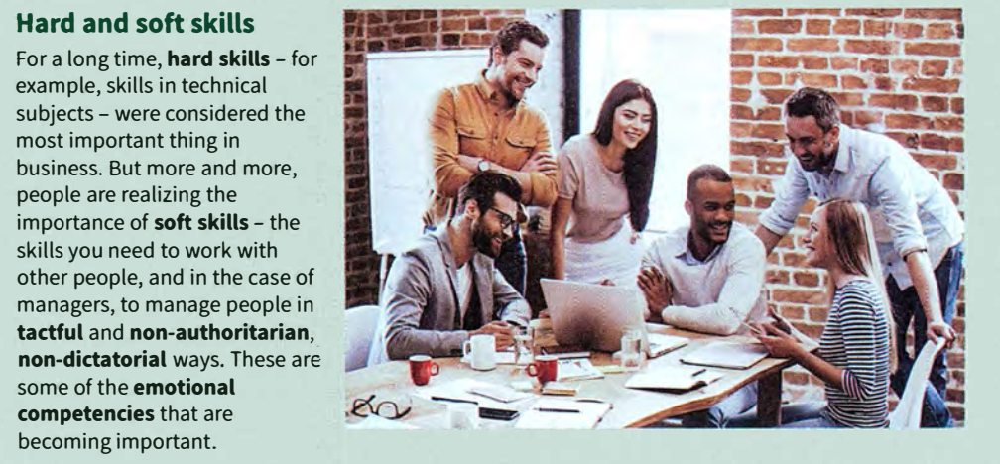 Hard and soft skills
For a long time, hard skills – for
example, skills in technical
subjects – were considered the
most important thing in
business. But more and more,
people are realizing the
importance of soft skills – the
skills you need to work with
other people, and in the case of
managers, to manage people in
tactful and non-authoritarian,
non-dictatorial ways. These are
some of the emotional
competencies that are
becoming important.